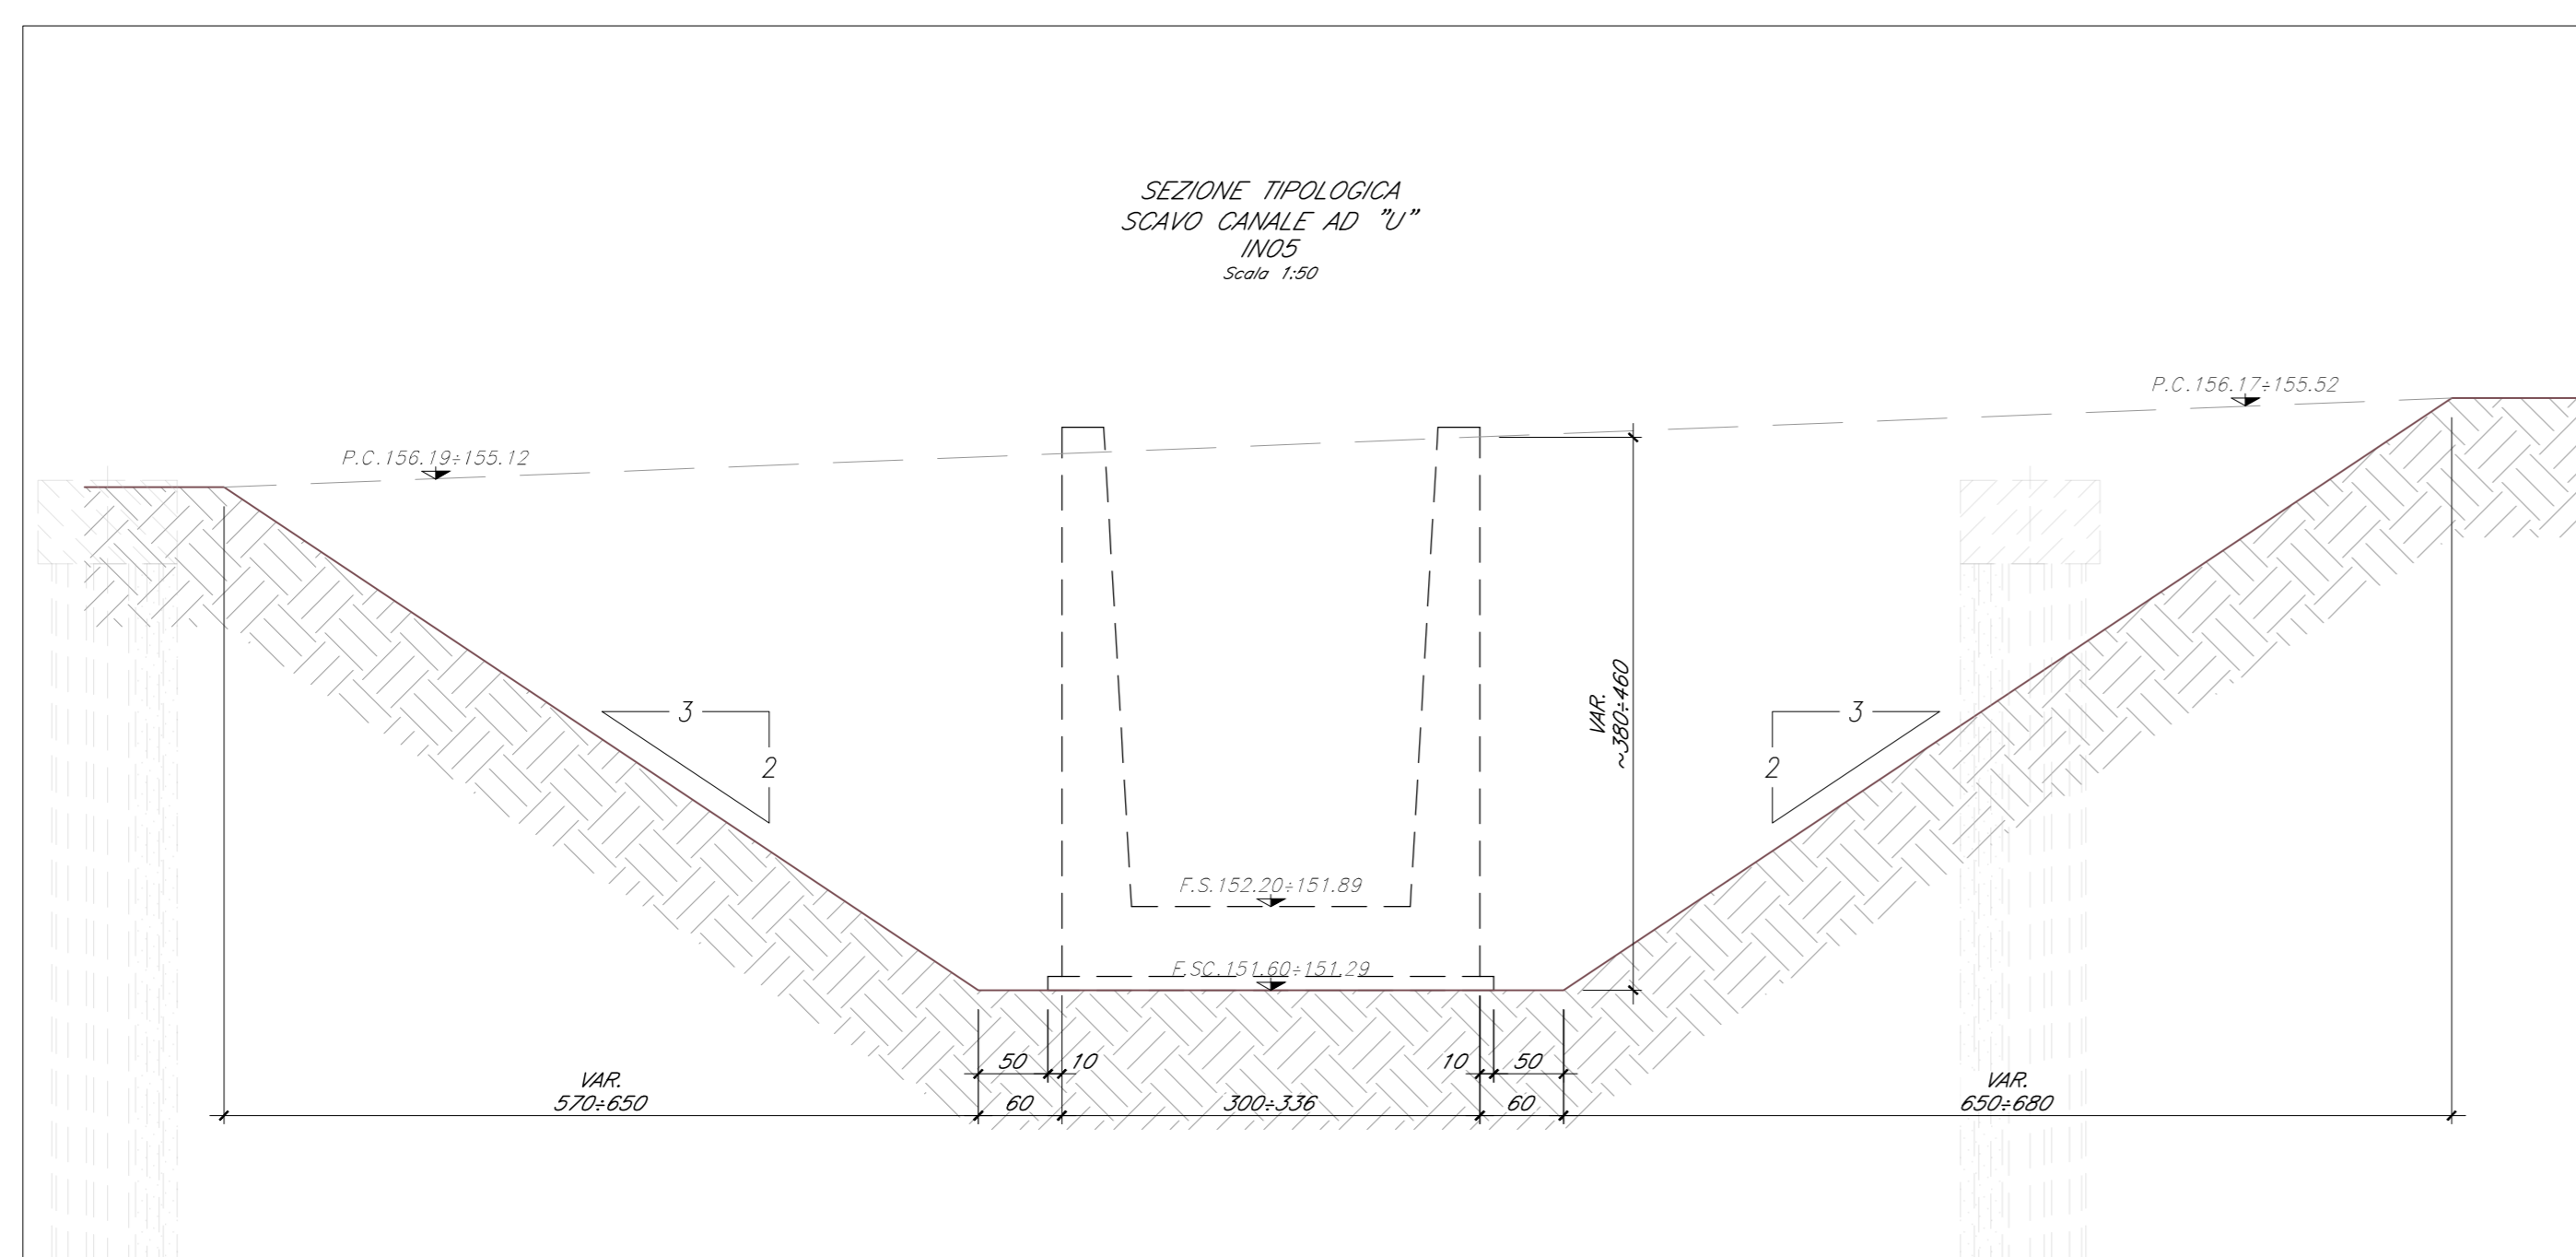 SEZIONE TIPOLOGICA
SCAVO CANALE AD "U"
IN05
Scala 1:50
P.C.156.17÷155.52
P.C.156.19÷155.12
VAR.
~380÷460
3
2
3
2
F.S.152.20÷151.89
F.SC.151.60÷151.29
50
10
10
50
VAR.
570÷650
60
300÷336
60
VAR.
650÷680